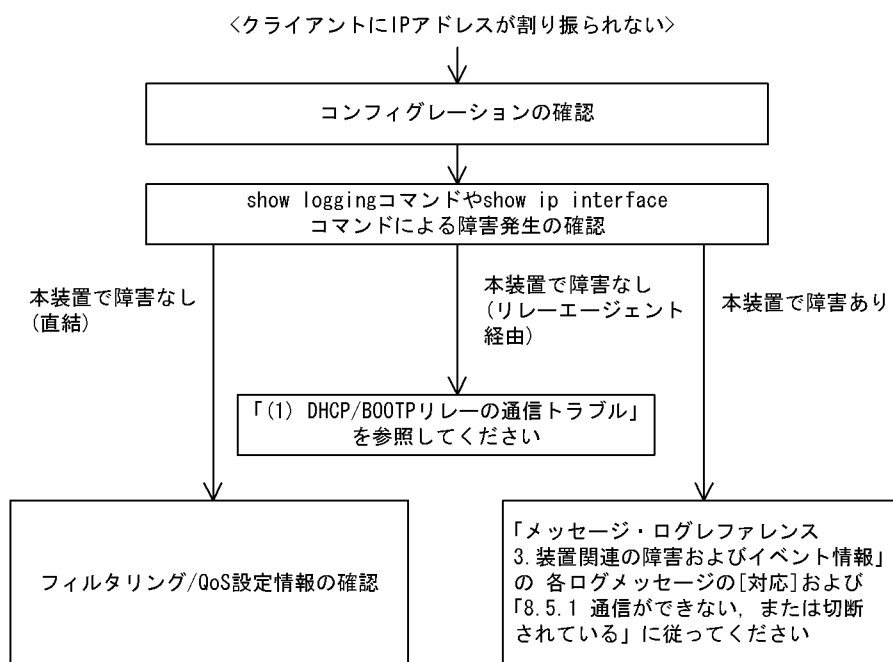 <クライアントにIPアドレスが割り振られない>
コンフィグレーションの確認
show loggingコマンドやshow ip interface
コマンドによる障害発生の確認
本装置で障害なし
(直結)
本装置で障害なし
(リレーエージェント
経由)
本装置で障害あり
「(1) DHCP/BOOTPリレーの通信トラブル」
を参照してください
フィルタリング/QoS設定情報の確認
「メッセージ・ログレファレンス
3.装置関連の障害およびイベント情報」
の 各ログメッセージの[対応]および
「8.5.1 通信ができない, または切断
されている」に従ってください